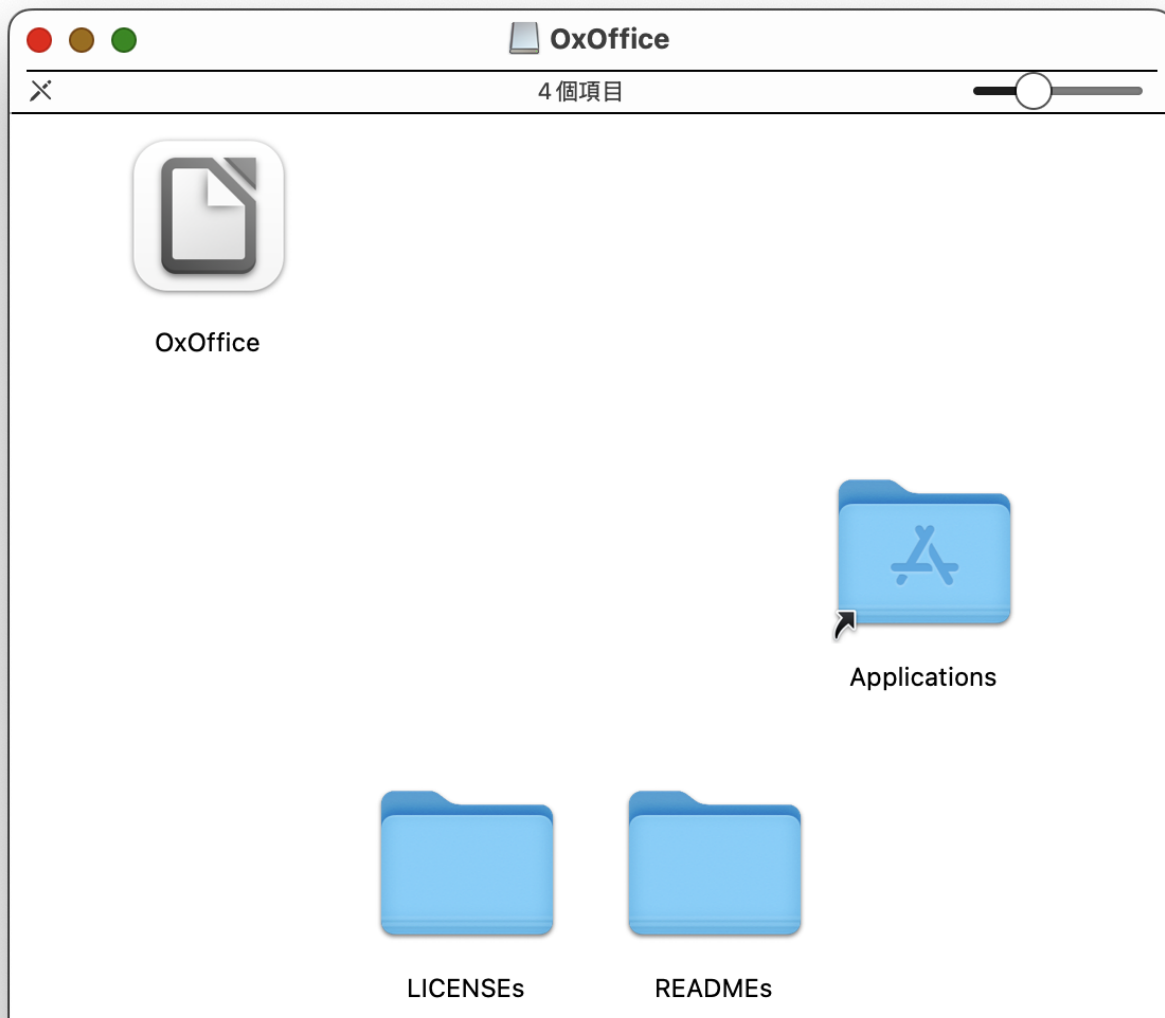 OxOffice
4個項目
OxOffice
Applications
LICENSEs
READMEs